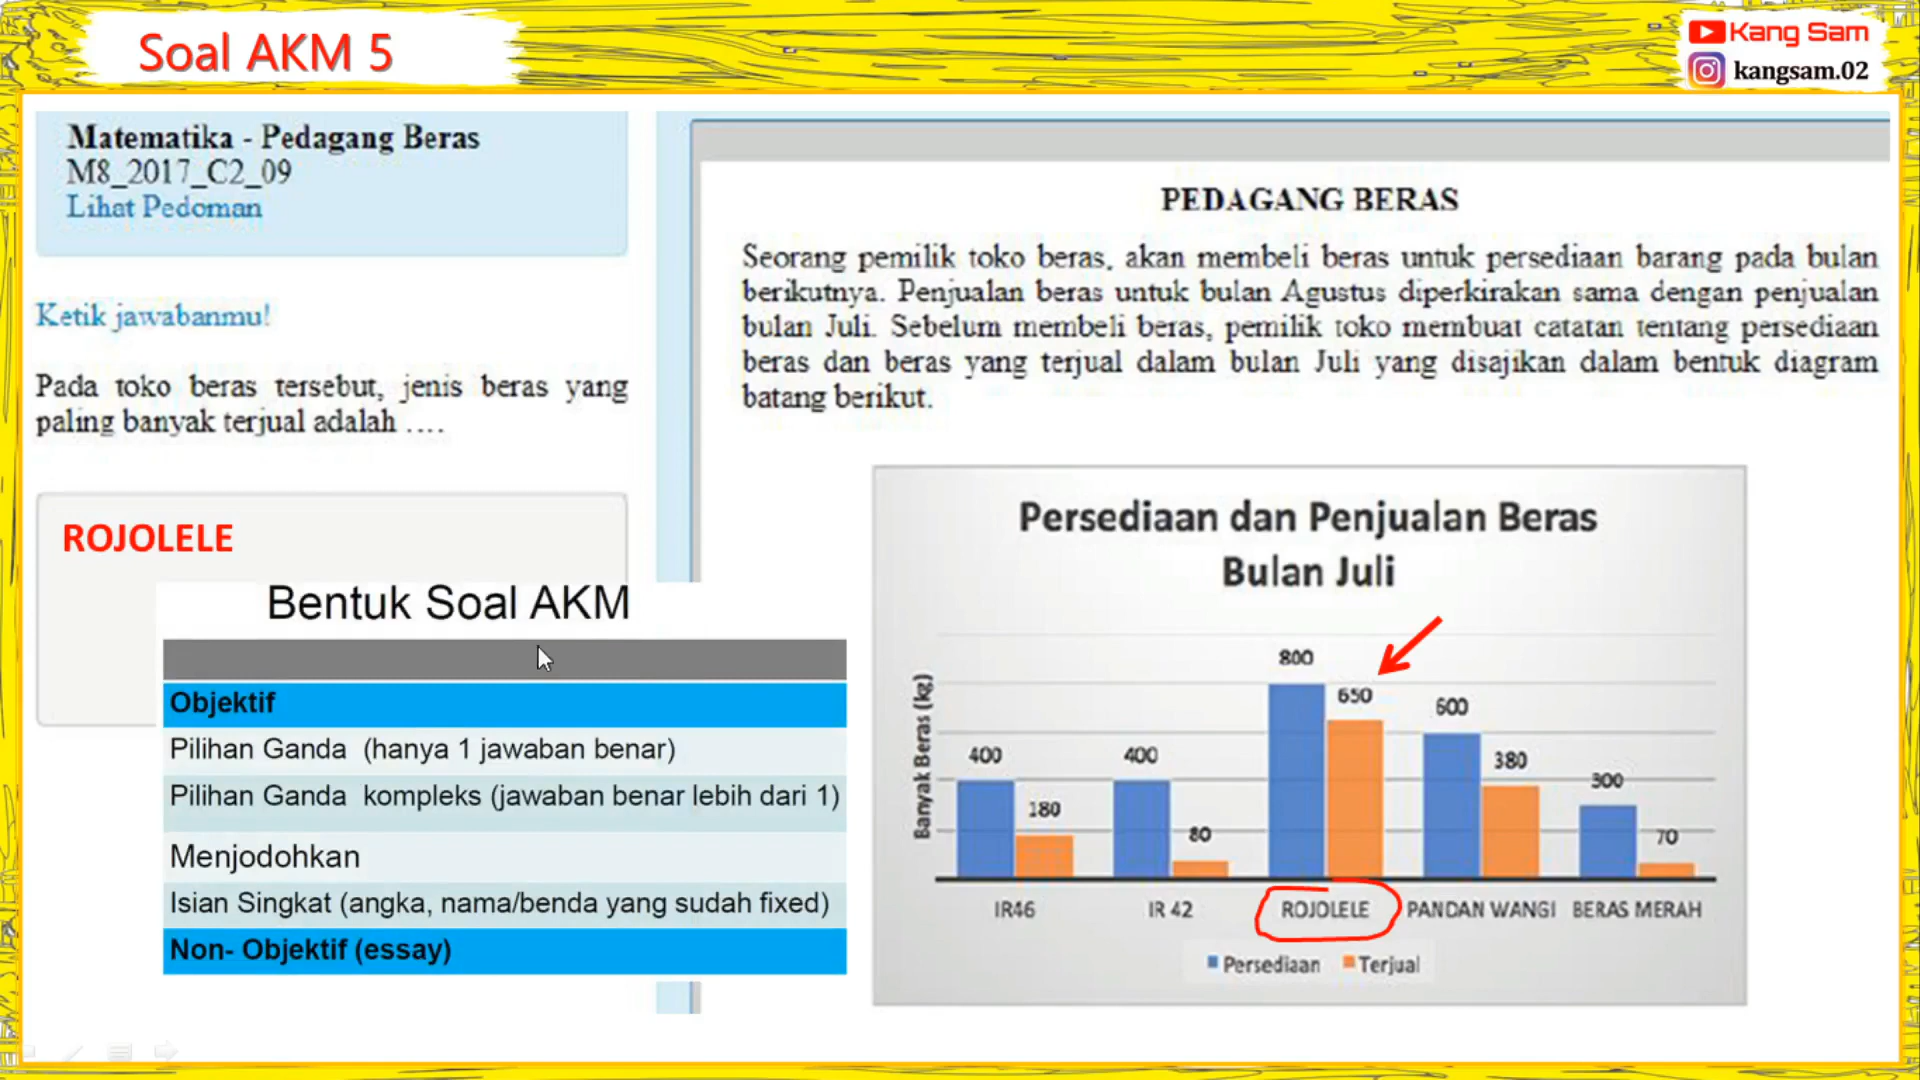 Soal AKM 5
Kang Sam
kangsam.02
Matematika - Pedagang Beras
M8_2017_C2_09
Lihat Pedoman
Ketik jawabanmu!
Pada toko beras tersebut, jenis beras yang
paling banyak terjual adalah ....
ROJOLELE
Bentuk Soal AKM
Objektif
Pilihan Ganda (hanya 1 jawaban benar)
Pilihan Ganda kompleks (jawaban benar lebih dari 1)
Menjodohkan
Isian Singkat (angka, nama/benda yang sudah fixed)
Non- Objektif (essay)
PEDAGANG BERAS
Seorang pemilik toko beras, akan membeli beras untuk persediaan barang pada bulan
berikutnya. Penjualan beras untuk bulan Agustus diperkirakan sama dengan penjualan
bulan Juli. Sebelum membeli beras, pemilik toko membuat catatan tentang persediaan
beras dan beras yang terjual dalam bulan Juli yang disajikan dalam bentuk diagram
batang berikut.
Persediaan dan Penjualan Beras
Bulan Juli
Banyak Beras (kg)
400 180 400 80 800 650 600 380 300 70
IR46 IR 42 ROJOLELE PANDAN WANGI BERAS MERAH
Persediaan Terjual